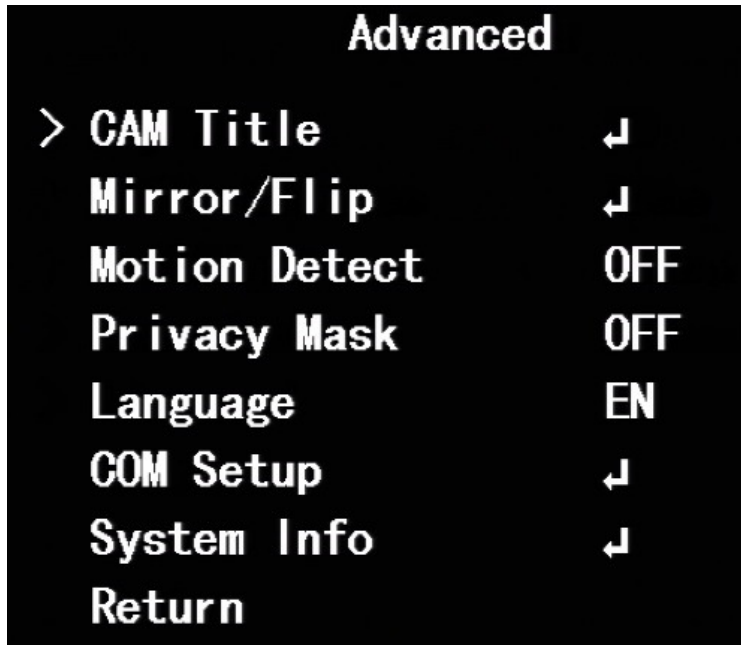 Advanced
> CAM Title ↲
Mirror/Flip ↲
Motion Detect OFF
Privacy Mask OFF
Language EN
COM Setup ↲
System Info ↲
Return